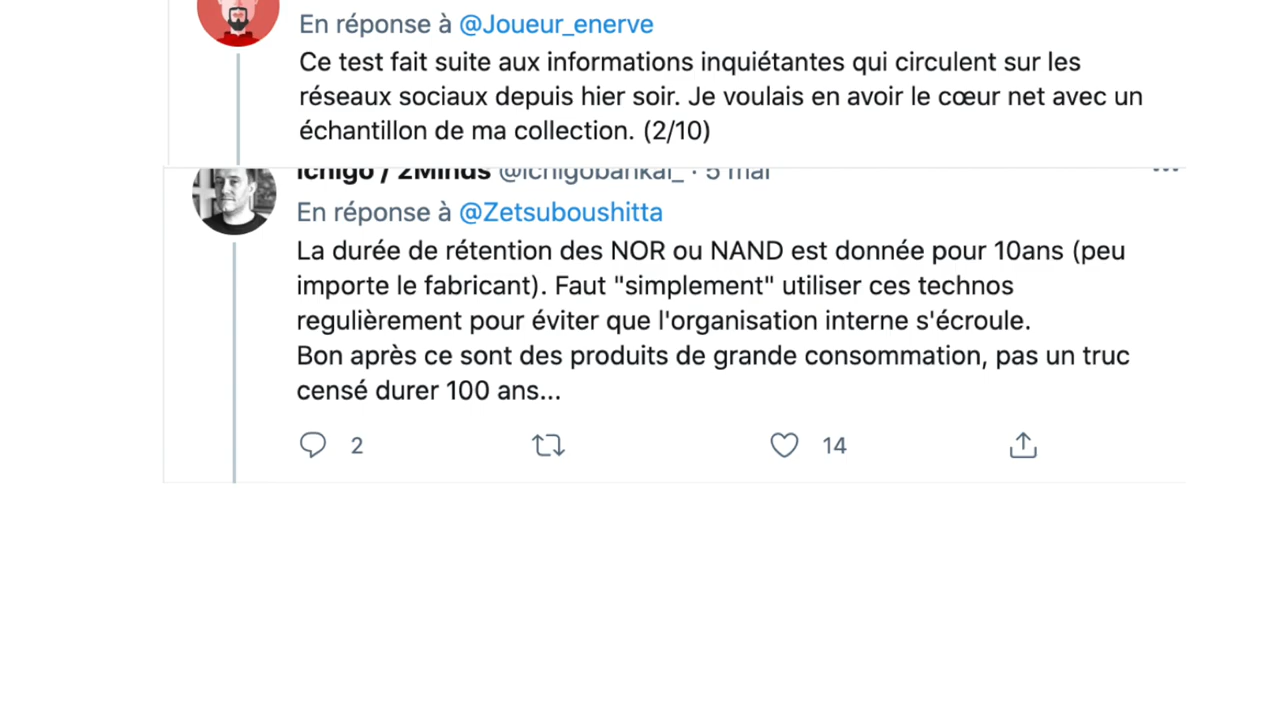 En réponse à @Joueur_enerve
Ce test fait suite aux informations inquiétantes qui circulent sur les
réseaux sociaux depuis hier soir. Je voulais en avoir le cœur net avec un
échantillon de ma collection. (2/10)
Ichigo / 2Minds @ichigobankai_ · 5 mai
En réponse à @Zetsuboushitta
La durée de rétention des NOR ou NAND est donnée pour 10ans (peu
importe le fabricant). Faut "simplement" utiliser ces technos
regulièrement pour éviter que l'organisation interne s'écroule.
Bon après ce sont des produits de grande consommation, pas un truc
censé durer 100 ans...
2 14